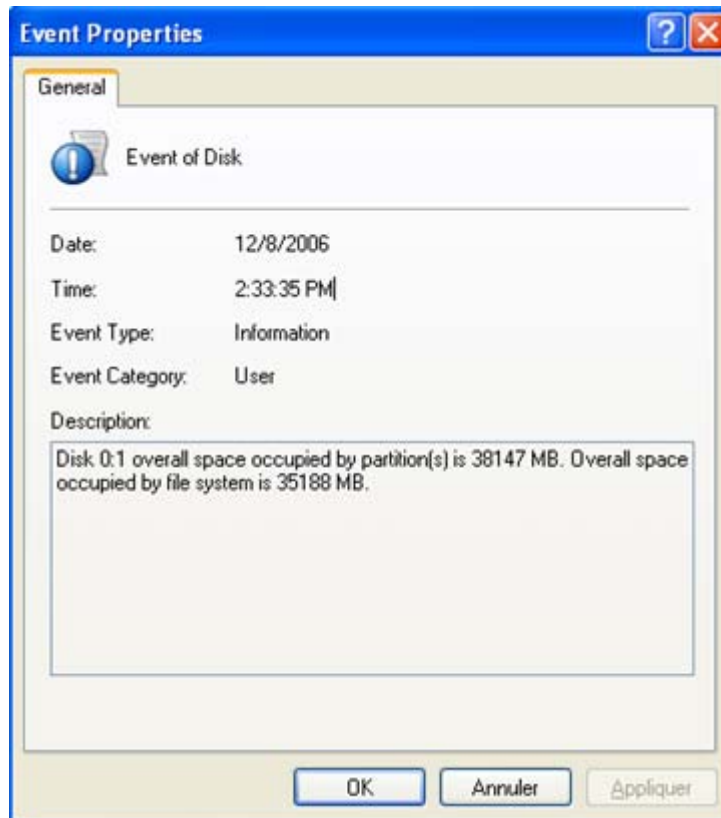 Event Properties
General
Event of Disk
Date: 12/8/2006
Time: 2:33:35 PM
Event Type: Information
Event Category: User
Description:
Disk 0:1 overall space occupied by partition(s) is 38147 MB. Overall space
occupied by file system is 35188 MB.
OK Annuler Appliquer